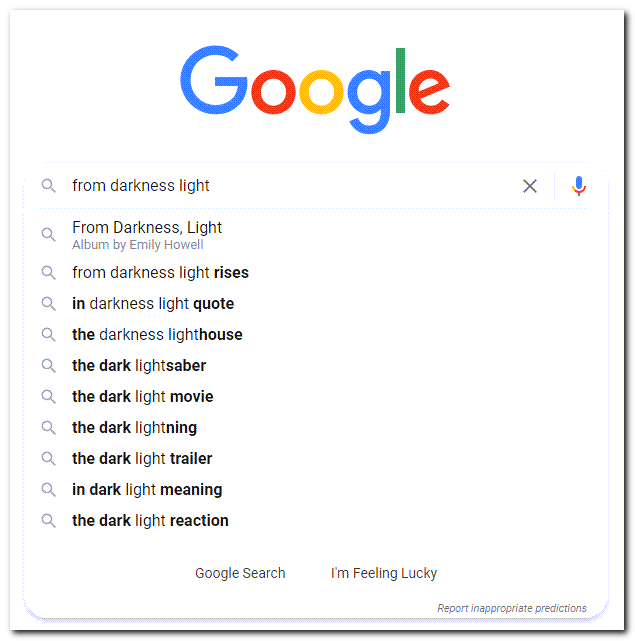 Google
from darkness light
From Darkness, Light
Album by Emily Howell
from darkness light rises
in darkness light quote
the darkness lighthouse
the dark lightsaber
the dark light movie
the dark lightning
the dark light trailer
in dark light meaning
the dark light reaction
Google Search I'm Feeling Lucky
Report inappropriate predictions